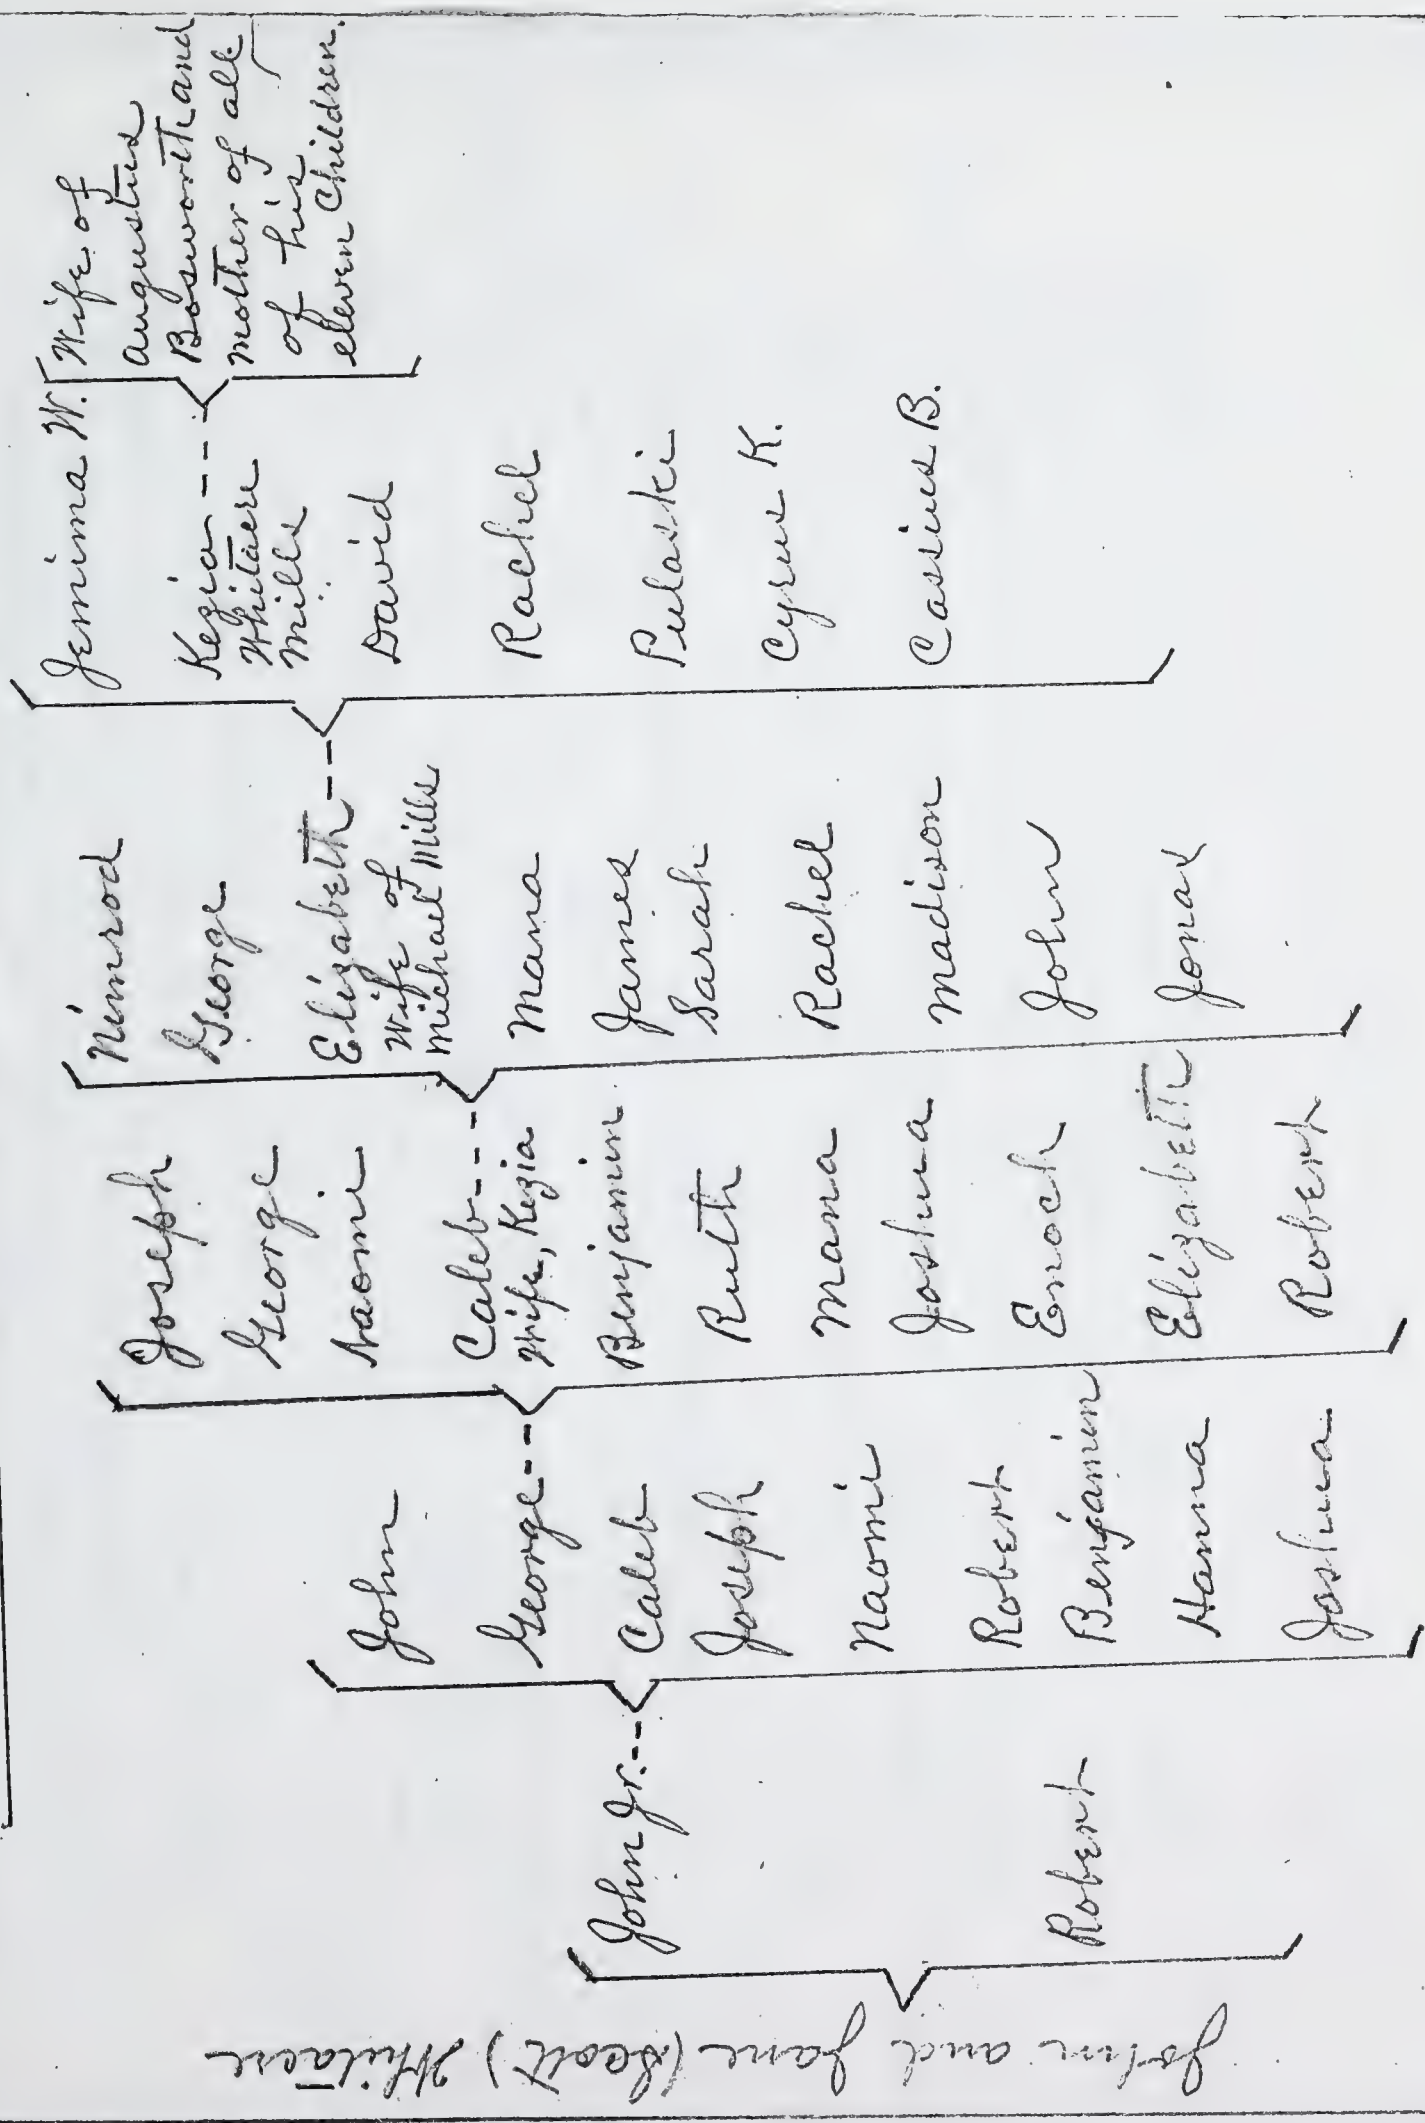 John and Jane (Scott) Whitacre
John Jr.
Robert
John
George
Caleb
Joseph
Naomi
Robert
Benjamin
Hanna
Joshua
Joseph
George
Naomi
Caleb
Wife, Kezia
Benjamin
Ruth
Mana
Joshua
Enoch
Elizabeth
Robert
Nimrod
George
Elizabeth
Wife of
Michael Mills
Mana
James
Sarah
Rachel
Madison
John
Jonas
Jemima W.
Kezia
Whitacre
Mills
David
Rachel
Pulaski
Cyrus K.
Casius B.
Wife of
Augustus
Bosworth and
Mother of all
of his
eleven Children.